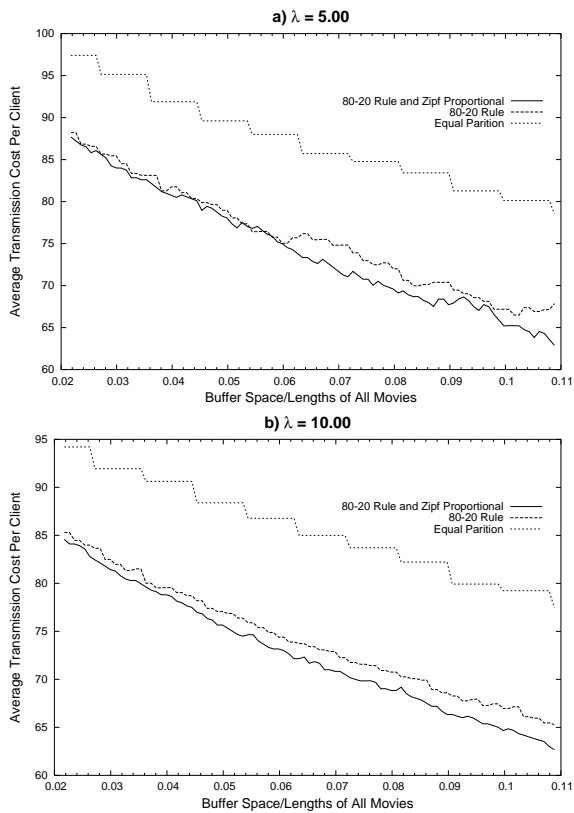 a) λ = 5.00
100
95
90
85
80
75
70
65
60
Average Transmission Cost Per Client
80-20 Rule and Zipf Proportional
80-20 Rule
Equal Parition
0.02 0.03 0.04 0.05 0.06 0.07 0.08 0.09 0.1 0.11
Buffer Space/Lengths of All Movies
b) λ = 10.00
95
90
85
80
75
70
65
60
Average Transmission Cost Per Client
80-20 Rule and Zipf Proportional
80-20 Rule
Equal Parition
0.02 0.03 0.04 0.05 0.06 0.07 0.08 0.09 0.1 0.11
Buffer Space/Lengths of All Movies